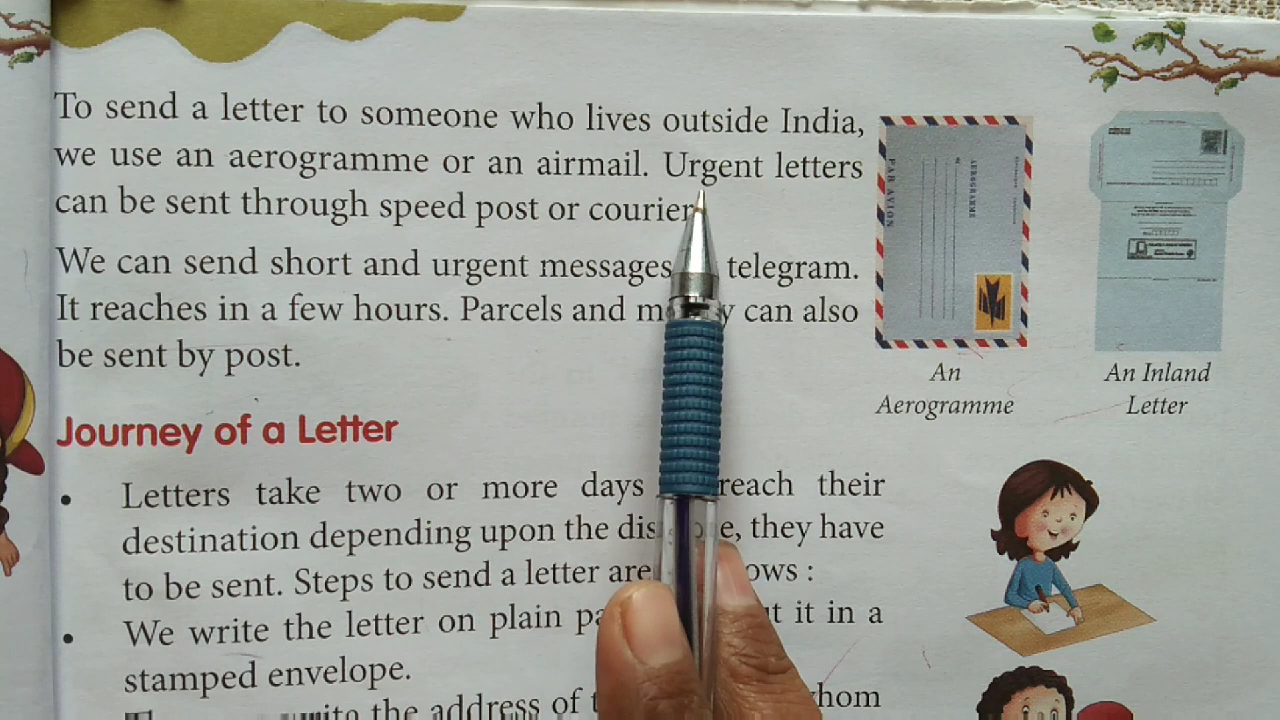 To send a letter to someone who lives outside India,
we use an aerogramme or an airmail. Urgent letters
can be sent through speed post or courier
We can send short and urgent messages telegram.
It reaches in a few hours. Parcels and can also
be sent by post.
PAR AVION
AEROGRAMME
An
Aerogramme
An Inland
Letter
Journey of a Letter
• Letters take two or more days reach their
destination depending upon the they have
to be sent. Steps to send a letter are :
• We write the letter on plain it in a
stamped envelope.
write the address of